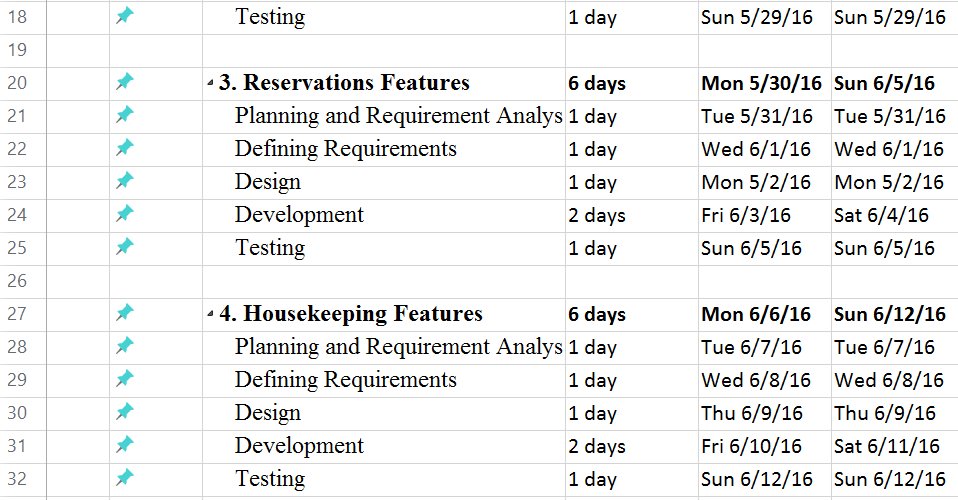 18 Testing 1 day Sun 5/29/16 Sun 5/29/16
19
20 3. Reservations Features 6 days Mon 5/30/16 Sun 6/5/16
21 Planning and Requirement Analys 1 day Tue 5/31/16 Tue 5/31/16
22 Defining Requirements 1 day Wed 6/1/16 Wed 6/1/16
23 Design 1 day Mon 5/2/16 Mon 5/2/16
24 Development 2 days Fri 6/3/16 Sat 6/4/16
25 Testing 1 day Sun 6/5/16 Sun 6/5/16
26
27 4. Housekeeping Features 6 days Mon 6/6/16 Sun 6/12/16
28 Planning and Requirement Analys 1 day Tue 6/7/16 Tue 6/7/16
29 Defining Requirements 1 day Wed 6/8/16 Wed 6/8/16
30 Design 1 day Thu 6/9/16 Thu 6/9/16
31 Development 2 days Fri 6/10/16 Sat 6/11/16
32 Testing 1 day Sun 6/12/16 Sun 6/12/16